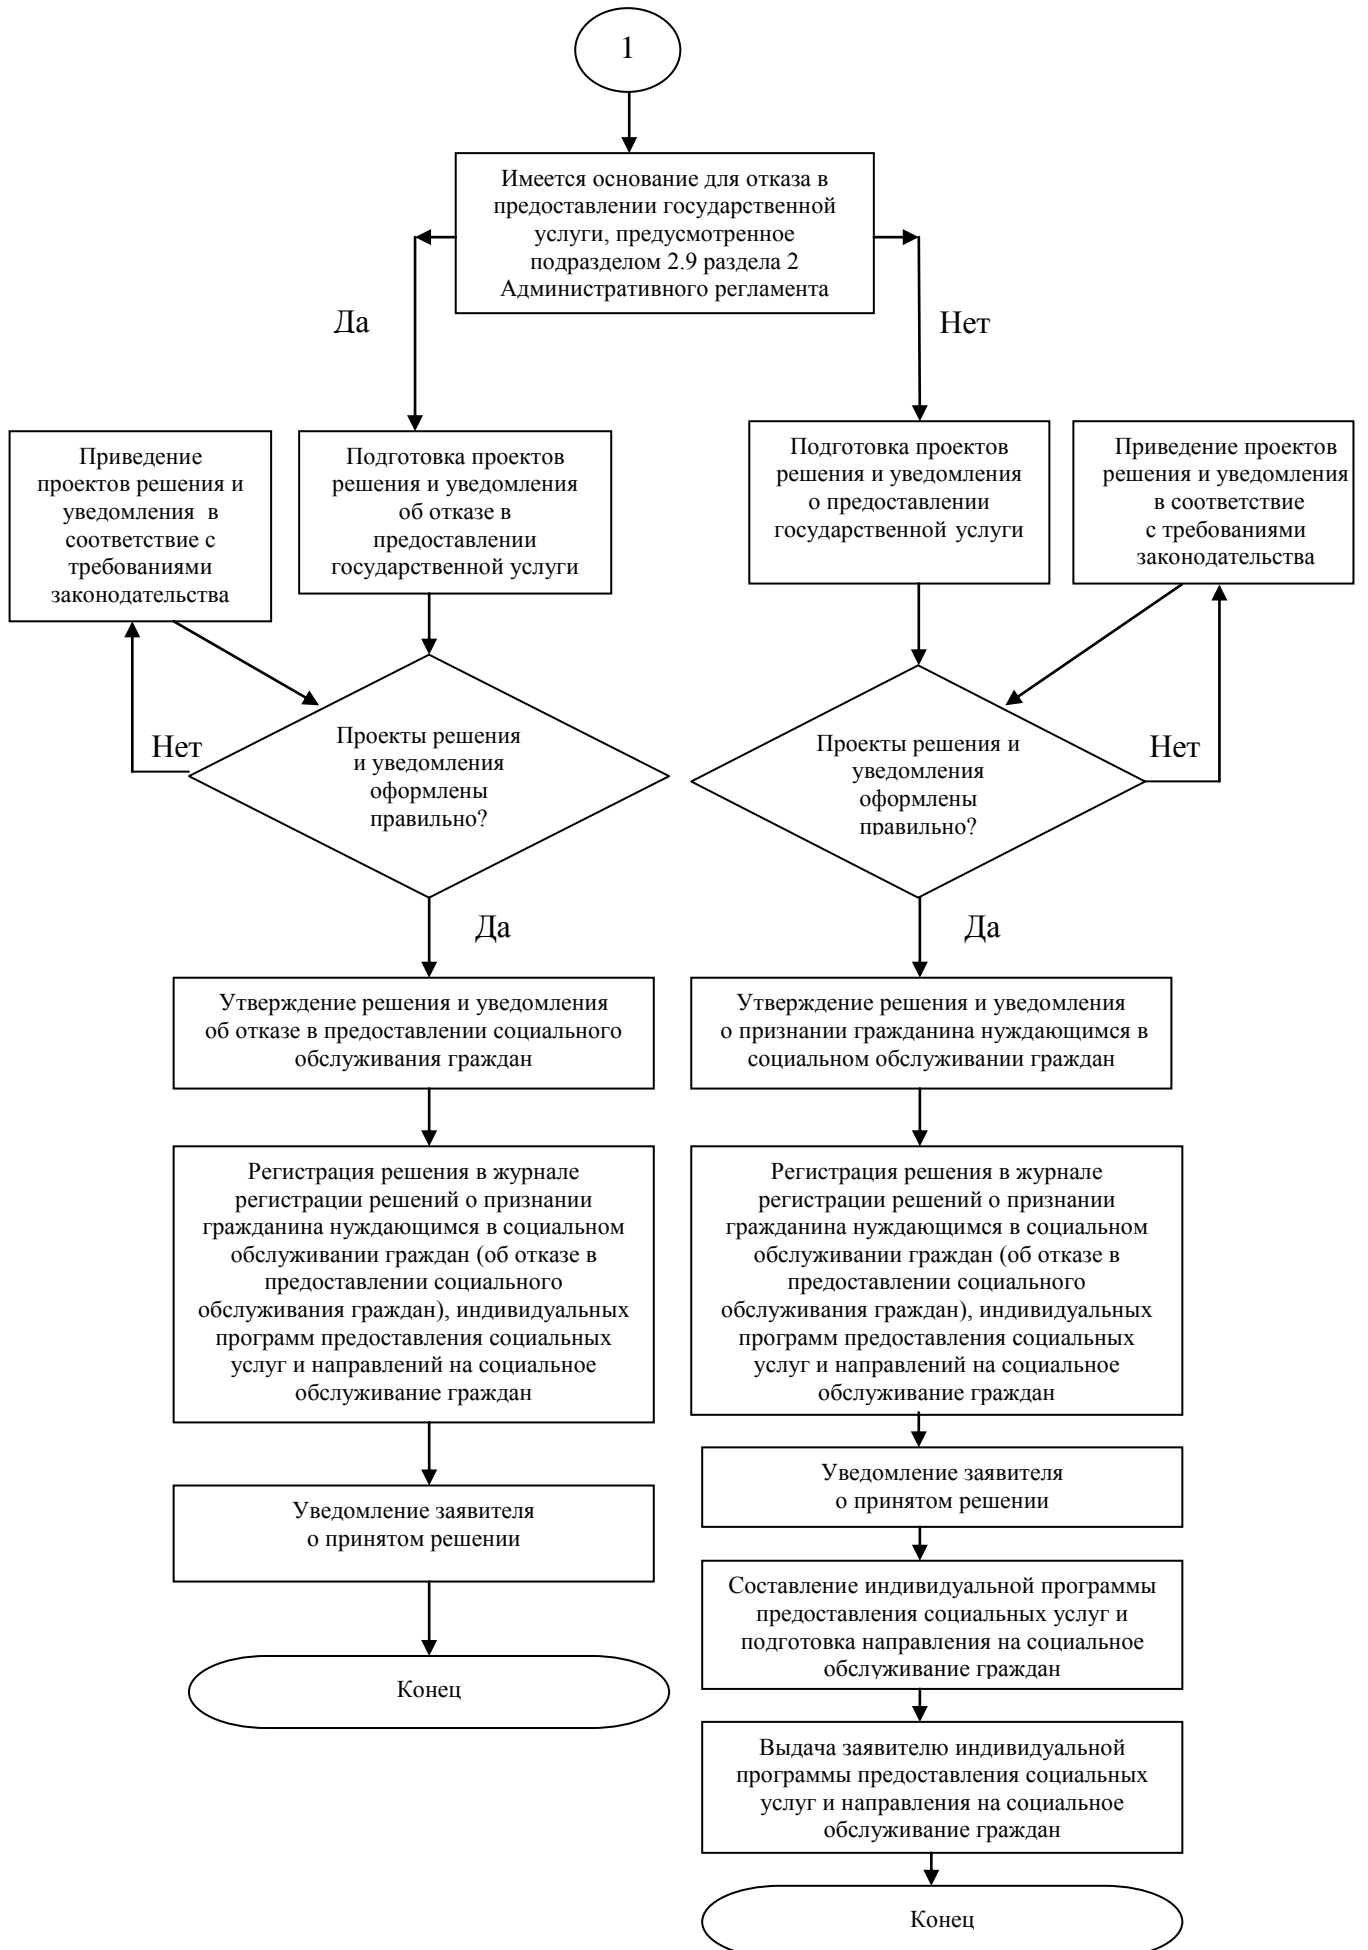 1
Имеется основание для отказа в
предоставлении государственной
услуги, предусмотренное
подразделом 2.9 раздела 2
Административного регламента
Да
Нет
Приведение
проектов решения и
уведомления в
соответствие с
требованиями
законодательства
Подготовка проектов
решения и уведомления
об отказе в
предоставлении
государственной услуги
Подготовка проектов
решения и уведомления
о предоставлении
государственной услуги
Приведение проектов
решения и уведомления
в соответствие
с требованиями
законодательства
Нет
Проекты решения
и уведомления
оформлены
правильно?
Проекты решения и
уведомления
оформлены
правильно?
Нет
Да
Да
Утверждение решения и уведомления
об отказе в предоставлении социального
обслуживания граждан
Утверждение решения и уведомления
о признании гражданина нуждающимся в
социальном обслуживании граждан
Регистрация решения в журнале
регистрации решений о признании
гражданина нуждающимся в социальном
обслуживании граждан (об отказе в
предоставлении социального
обслуживания граждан), индивидуальных
программ предоставления социальных
услуг и направлений на социальное
обслуживание граждан
Регистрация решения в журнале
регистрации решений о признании
гражданина нуждающимся в социальном
обслуживании граждан (об отказе в
предоставлении социального
обслуживания граждан), индивидуальных
программ предоставления социальных
услуг и направлений на социальное
обслуживание граждан
Уведомление заявителя
о принятом решении
Уведомление заявителя
о принятом решении
Составление индивидуальной программы
предоставления социальных услуг и
подготовка направления на социальное
обслуживание граждан
Конец
Выдача заявителю индивидуальной
программы предоставления социальных
услуг и направления на социальное
обслуживание граждан
Конец